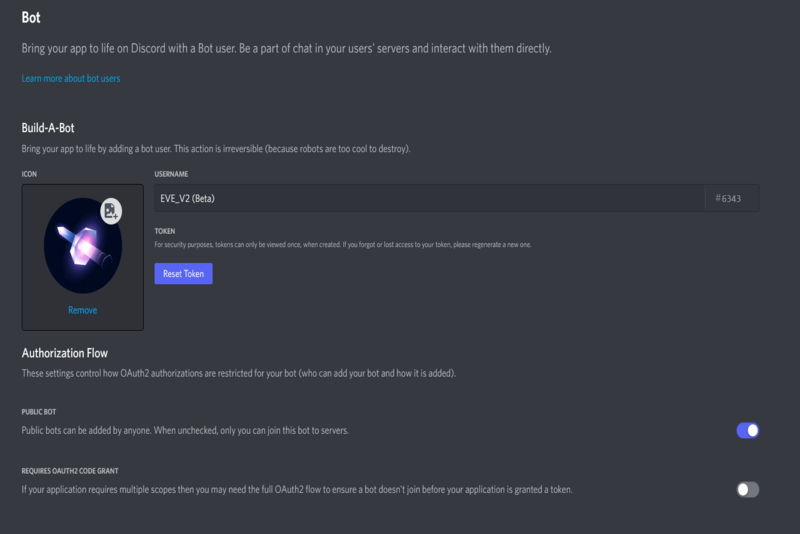 Bot
Bring your app to life on Discord with a Bot user. Be a part of chat in your users' servers and interact with them directly.
Learn more about bot users
Build-A-Bot
Bring your app to life by adding a bot user. This action is irreversible (because robots are too cool to destroy).
ICON
USERNAME
EVE_V2 (Beta)
#6343
TOKEN
For security purposes, tokens can only be viewed once, when created. If you forgot or lost access to your token, please regenerate a new one.
Reset Token
Remove
Authorization Flow
These settings control how OAuth2 authorizations are restricted for your bot (who can add your bot and how it is added).
PUBLIC BOT
Public bots can be added by anyone. When unchecked, only you can join this bot to servers.
REQUIRES OAUTH2 CODE GRANT
If your application requires multiple scopes then you may need the full OAuth2 flow to ensure a bot doesn't join before your application is granted a token.